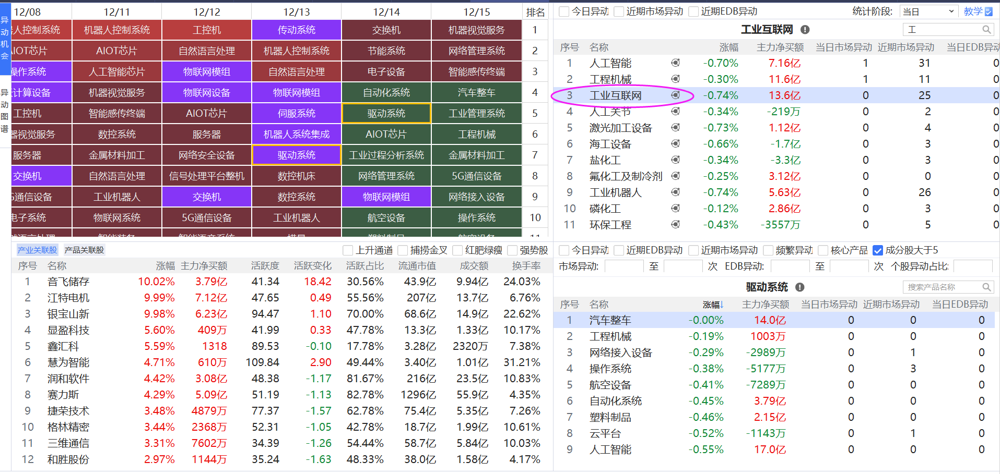 异动机会
异动图谱
12/08 12/11 12/12 12/13 12/14 12/15 排名
人控制系统 机器人控制系统 工控机 传动系统 交换机 机器视觉服务 1
AIOT芯片 AIOT芯片 自然语言处理 机器人控制系统 节能系统 网络管理系统 2
操作系统 人工智能芯片 物联网模组 自然语言处理 电子设备 智能感传终端 3
计算设备 机器视觉服务 物联网设备 物联网模组 自动化系统 汽车整车 4
工控机 智能感传终端 AIOT芯片 伺服系统 驱动系统 工业管理系统 5
器视觉服务 数控系统 服务器 机器人系统集成 AIOT芯片 工程机械 6
服务器 金属材料加工 网络安全设备 驱动系统 工业过程分析系统 金属材料加工 7
交换机 自然语言处理 信号处理平台整机 数控机床 网络管理系统 5G通信设备 8
G通信设备 工业机器人 交换机 数控系统 物联网模组 网络接入设备 9
电子系统 物联网系统 5G通信设备 工业机器人 航空设备 操作系统 10
产业关联股 产品关联股 上升通道 捕捞金叉 红肥绿瘦 强势股
序号 名称 涨幅 主力净买额 活跃度 活跃变化 活跃占比 流通市值 成交额 换手率
1 音飞储存 10.02% 3.79亿 41.34 18.42 30.56% 43.9亿 9.94亿 24.03%
2 江特电机 9.99% 7.12亿 47.65 0.49 55.56% 207亿 13.7亿 6.76%
3 银宝山新 9.98% 6.23亿 94.47 1.10 70.00% 68.6亿 14.9亿 22.62%
4 显盈科技 5.60% 409万 41.99 0.33 47.78% 13.3亿 1.33亿 10.17%
5 鑫汇科 5.59% 1318 89.53 -0.10 17.78% 3.28亿 2320万 7.38%
6 慧为智能 4.71% 610万 109.84 2.90 49.44% 3.40亿 1.01亿 31.21%
7 润和软件 4.42% 3.08亿 48.38 -1.17 81.67% 216亿 23.5亿 10.83%
8 赛力斯 4.29% 5.09亿 51.19 -1.13 82.78% 1296亿 55.9亿 4.35%
9 捷荣技术 3.48% 4879万 77.37 -1.57 62.78% 75.4亿 5.35亿 7.26%
10 格林精密 3.44% 2368万 52.31 -1.05 42.78% 18.7亿 1.99亿 10.61%
11 三维通信 3.31% 7602万 34.39 -1.26 54.44% 58.7亿 5.84亿 10.03%
12 和胜股份 2.97% 1144万 35.24 -1.63 48.33% 38.0亿 1.58亿 4.17%
今日异动 近期市场异动 近期EDB异动 统计阶段: 当日 教学
工业互联网 工
序号 名称 涨幅 主力净买额 当日市场异动 近期市场异动 当日EDB异动
1 人工智能 -0.70% 7.16亿 1 31 0
2 工程机械 -0.30% 11.6亿 1 11 0
3 工业互联网 -0.74% 13.6亿 0 25 0
4 人工关节 -0.34% -219万 0 2 0
5 激光加工设备 -0.73% 1.12亿 0 4 0
6 海工设备 -0.66% -1.7亿 0 3 0
7 盐化工 -0.34% -3.3亿 0 3 0
8 氟化工及制冷剂 -0.25% 3.12亿 0 0 0
9 工业机器人 -0.74% 5.63亿 0 26 0
10 磷化工 -0.12% 2.86亿 0 3 0
11 环保工程 -0.43% -3557万 0 5 0
今日异动 近期EDB异动 近期市场异动 频繁异动 核心产品 成分股大于5
市场异动: 至 次 EDB异动: 至 次 个股异动占比:
驱动系统 搜索产品名称
序号 名称 涨幅↓ 主力净买额 当日市场异动 近期市场异动 当日EDB异动
1 汽车整车 -0.00% 14.0亿 0 0 0
2 工程机械 -0.19% 1003万 0 0 0
3 网络接入设备 -0.29% -2989万 0 1 0
4 操作系统 -0.38% -5177万 0 3 0
5 航空设备 -0.41% -7289万 0 0 0
6 自动化系统 -0.45% 3.79亿 0 0 0
7 塑料制品 -0.46% 2.15亿 0 0 0
8 云平台 -0.52% -1143万 0 1 0
9 人工智能 -0.55% 17.0亿 0 0 0